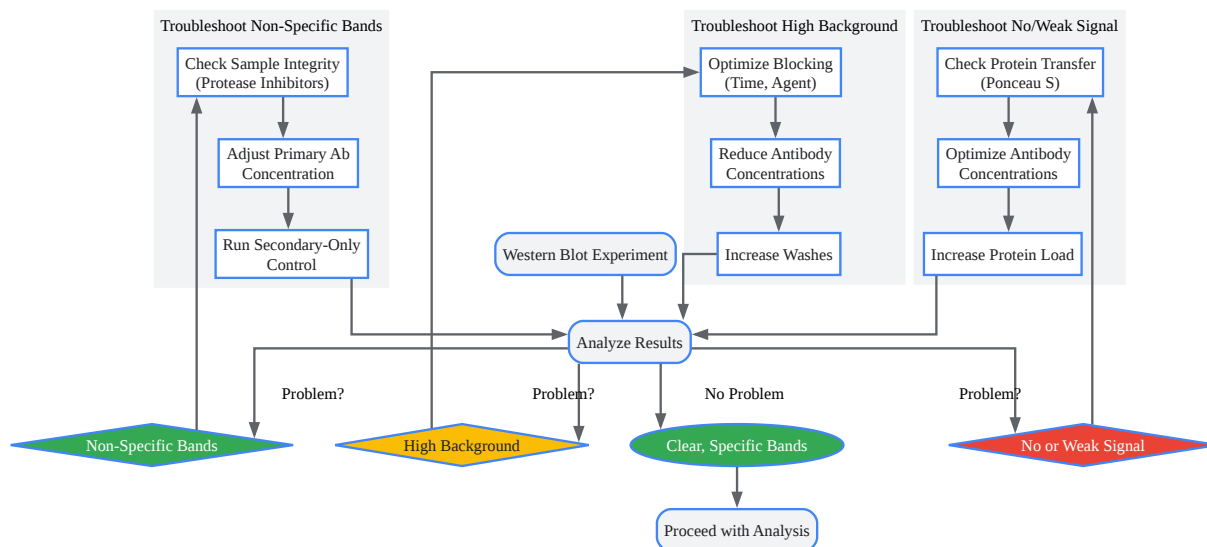 Troubleshoot Non-Specific Bands
Check Sample Integrity
(Protease Inhibitors)
Adjust Primary Ab
Concentration
Run Secondary-Only
Control
Troubleshoot High Background
Optimize Blocking
(Time, Agent)
Reduce Antibody
Concentrations
Increase Washes
Troubleshoot No/Weak Signal
Check Protein Transfer
(Ponceau S)
Optimize Antibody
Concentrations
Increase Protein Load
Western Blot Experiment
Analyze Results
Problem?
Problem?
No Problem
Problem?
Non-Specific Bands
High Background
Clear, Specific Bands
No or Weak Signal
Proceed with Analysis